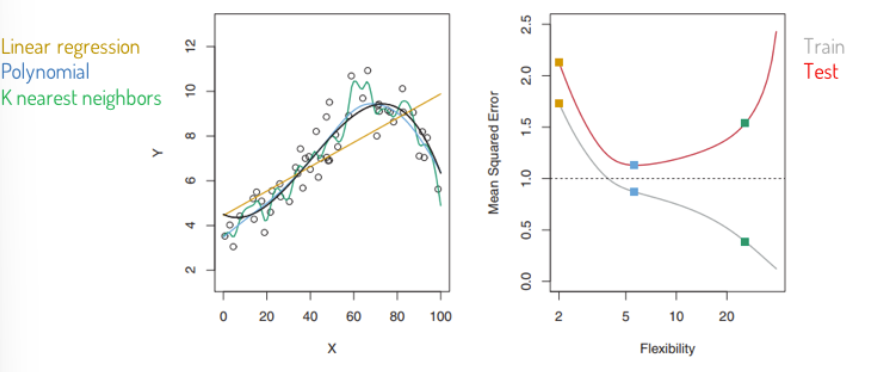 Linear regression
Polynomial
K nearest neighbors
Y
12
10
8
6
4
2
0 20 40 60 80 100
X
Mean Squared Error
2.5
2.0
1.5
1.0
0.5
0.0
2 5 10 20
Flexibility
Train
Test